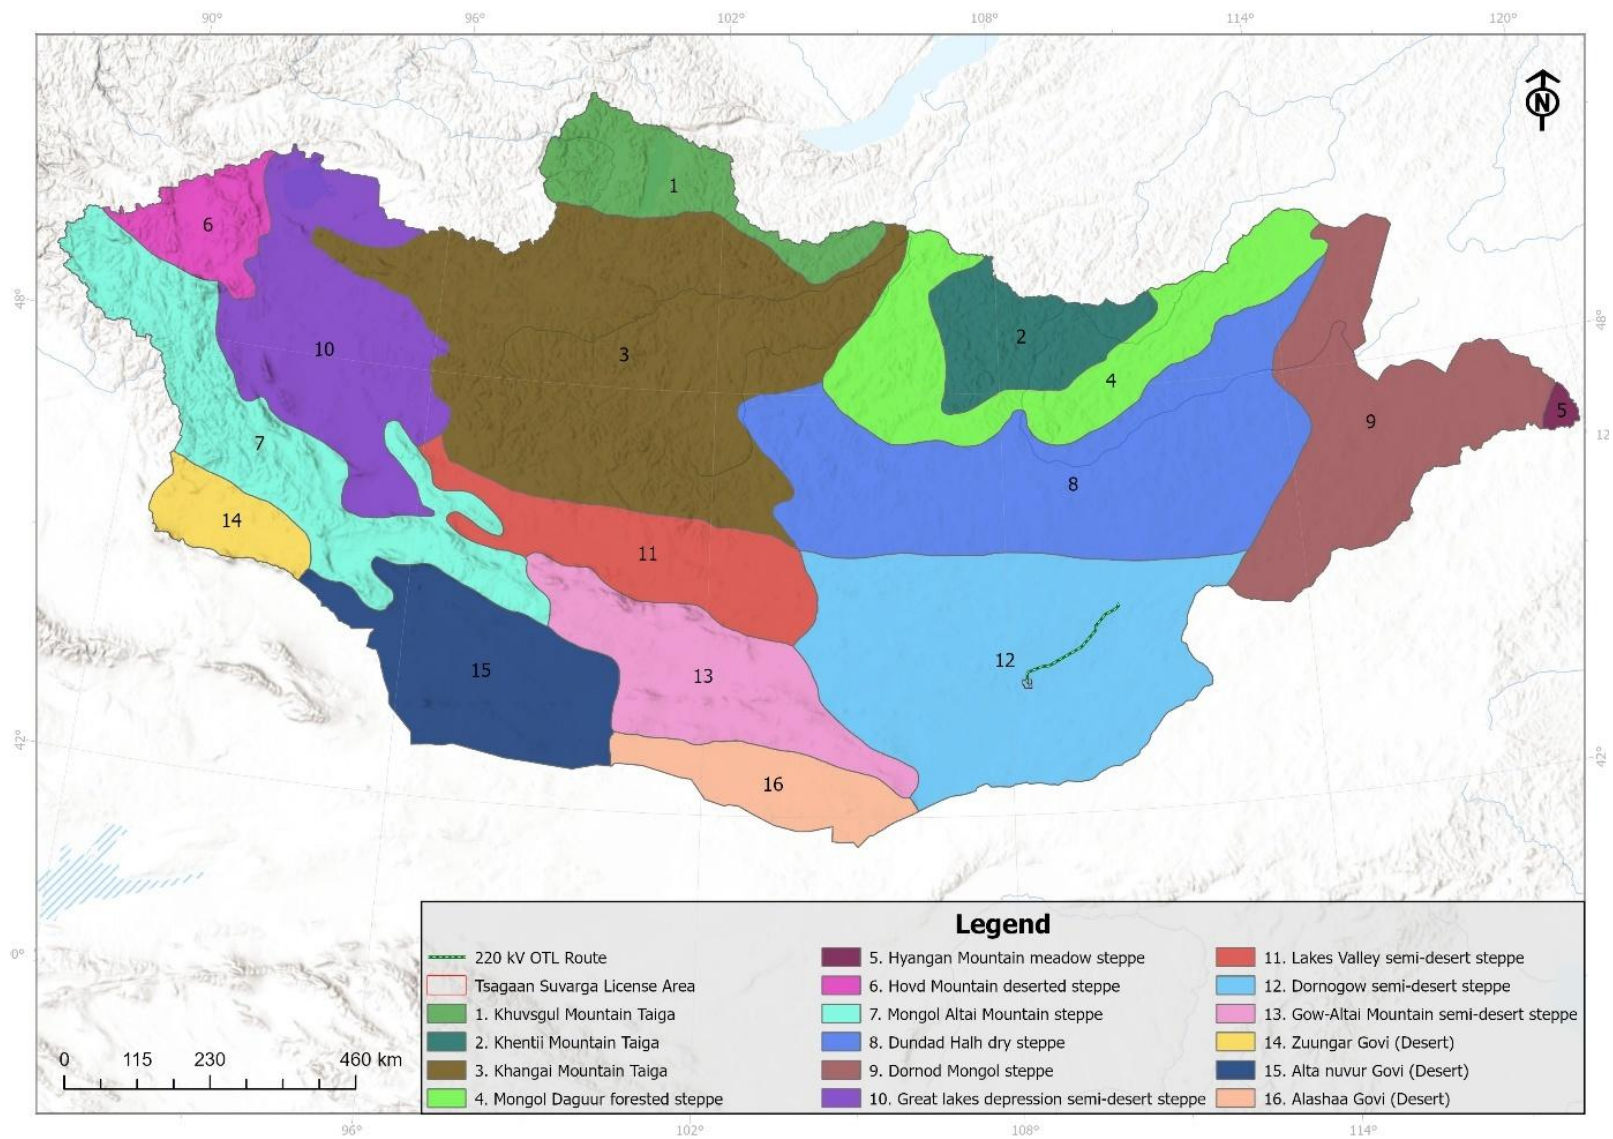 90° 96° 102° 108° 114° 120°
N
1
6
48°
48°
2
10
3
4
9
5
7
12
8
14
11
12
15
13
42°
42°
16
Legend
220 kV OTL Route
Tsagaan Suvarga License Area
1. Khuvsgul Mountain Taiga
2. Khentii Mountain Taiga
3. Khangai Mountain Taiga
4. Mongol Daguur forested steppe
5. Hyangan Mountain meadow steppe
6. Hovd Mountain deserted steppe
7. Mongol Altai Mountain steppe
8. Dundad Halh dry steppe
9. Dornod Mongol steppe
10. Great lakes depression semi-desert steppe
11. Lakes Valley semi-desert steppe
12. Dornogow semi-desert steppe
13. Gow-Altai Mountain semi-desert steppe
14. Zuungar Govi (Desert)
15. Alta nuvur Govi (Desert)
16. Alashaa Govi (Desert)
0°
0 115 230 460 km
96° 102° 108° 114°